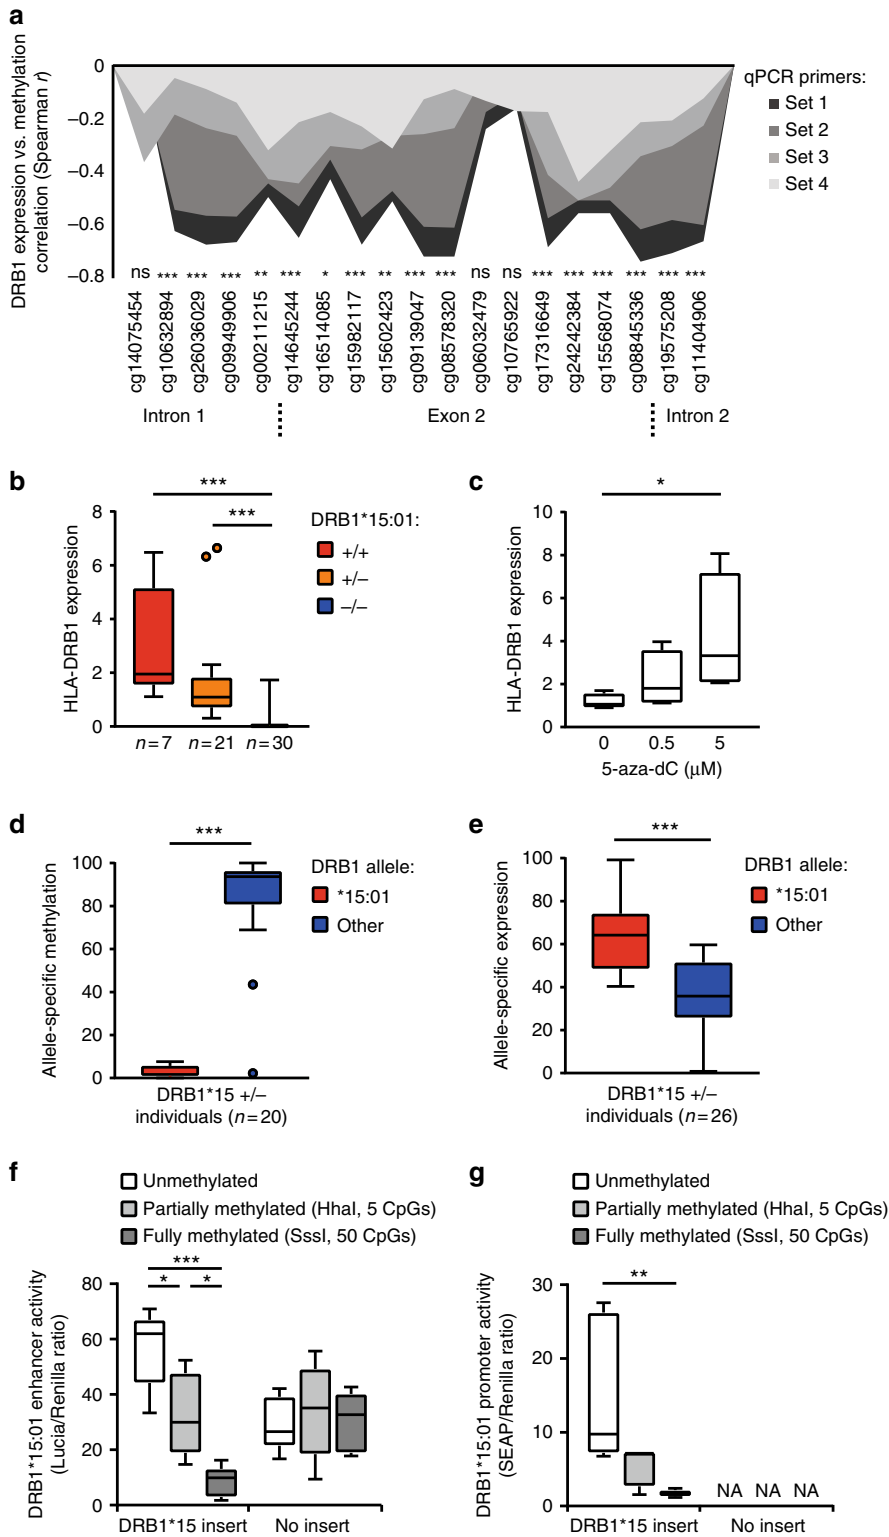 a
DRB1 expression vs. methylation
correlation (Spearman r)
0
−0.2
−0.4
−0.6
−0.8
qPCR primers:
Set 1
Set 2
Set 3
Set 4
ns *** *** *** ** *** * *** ** *** *** ns ns *** *** *** *** *** ***
cg14075454
cg10632894
cg26036029
cg09949906
cg00211215
cg14645244
cg16514085
cg15982117
cg15602423
cg09139047
cg08578320
cg06032479
cg10765922
cg17316649
cg24242384
cg15568074
cg08845336
cg19575208
cg11404906
Intron 1
Exon 2
Intron 2
b
HLA-DRB1 expression
8
6
4
2
0
***
***
n=7
n=21
n=30
DRB1*15:01:
+/+
+/−
−/−
c
HLA-DRB1 expression
10
8
6
4
2
0
*
0
0.5
5
5-aza-dC (μM)
d
Allele-specific methylation
100
80
60
40
20
0
***
DRB1*15 +/−
individuals (n=20)
DRB1 allele:
*15:01
Other
e
Allele-specific expression
100
80
60
40
20
0
***
DRB1*15 +/−
individuals (n=26)
DRB1 allele:
*15:01
Other
f
Unmethylated
Partially methylated (HhaI, 5 CpGs)
Fully methylated (SssI, 50 CpGs)
DRB1*15:01 enhancer activity
(Lucia/Renilla ratio)
80
60
40
20
0
***
* *
DRB1*15 insert
No insert
g
Unmethylated
Partially methylated (HhaI, 5 CpGs)
Fully methylated (SssI, 50 CpGs)
DRB1*15:01 promoter activity
(SEAP/Renilla ratio)
30
20
10
0
**
NA NA NA
DRB1*15 insert
No insert